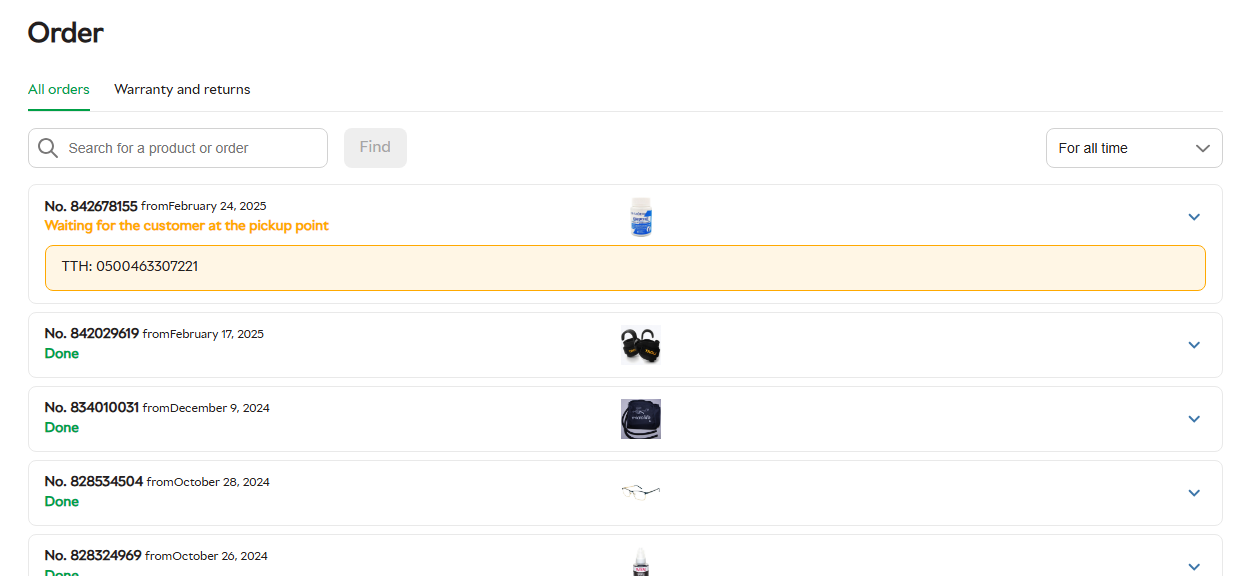 Order
All orders Warranty and returns
Search for a product or order Find For all time
No. 842678155 fromFebruary 24, 2025
Waiting for the customer at the pickup point
TTH: 0500463307221
No. 842029619 fromFebruary 17, 2025
Done
No. 834010031 fromDecember 9, 2024
Done
No. 828534504 fromOctober 28, 2024
Done
No. 828324969 fromOctober 26, 2024
Done